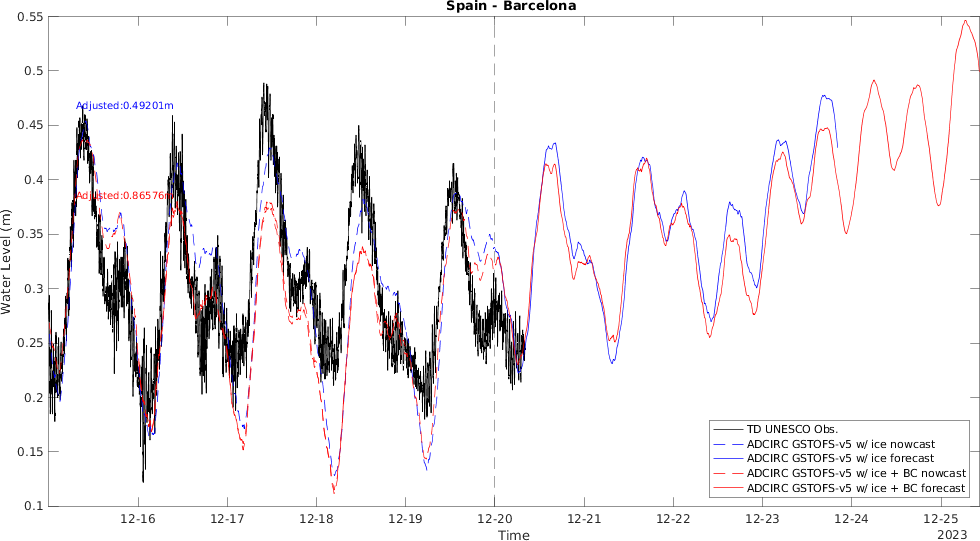 Spain - Barcelona
0.55
0.5
0.45
0.4
0.35
0.3
0.25
0.2
0.15
0.1
Water Level (m)
Adjusted:0.49201m
Adjusted:0.86576m
TD UNESCO Obs.
ADCIRC GSTOFS-v5 w/ ice nowcast
ADCIRC GSTOFS-v5 w/ ice forecast
ADCIRC GSTOFS-v5 w/ ice + BC nowcast
ADCIRC GSTOFS-v5 w/ ice + BC forecast
12-16 12-17 12-18 12-19 12-20 12-21 12-22 12-23 12-24 12-25
Time
2023